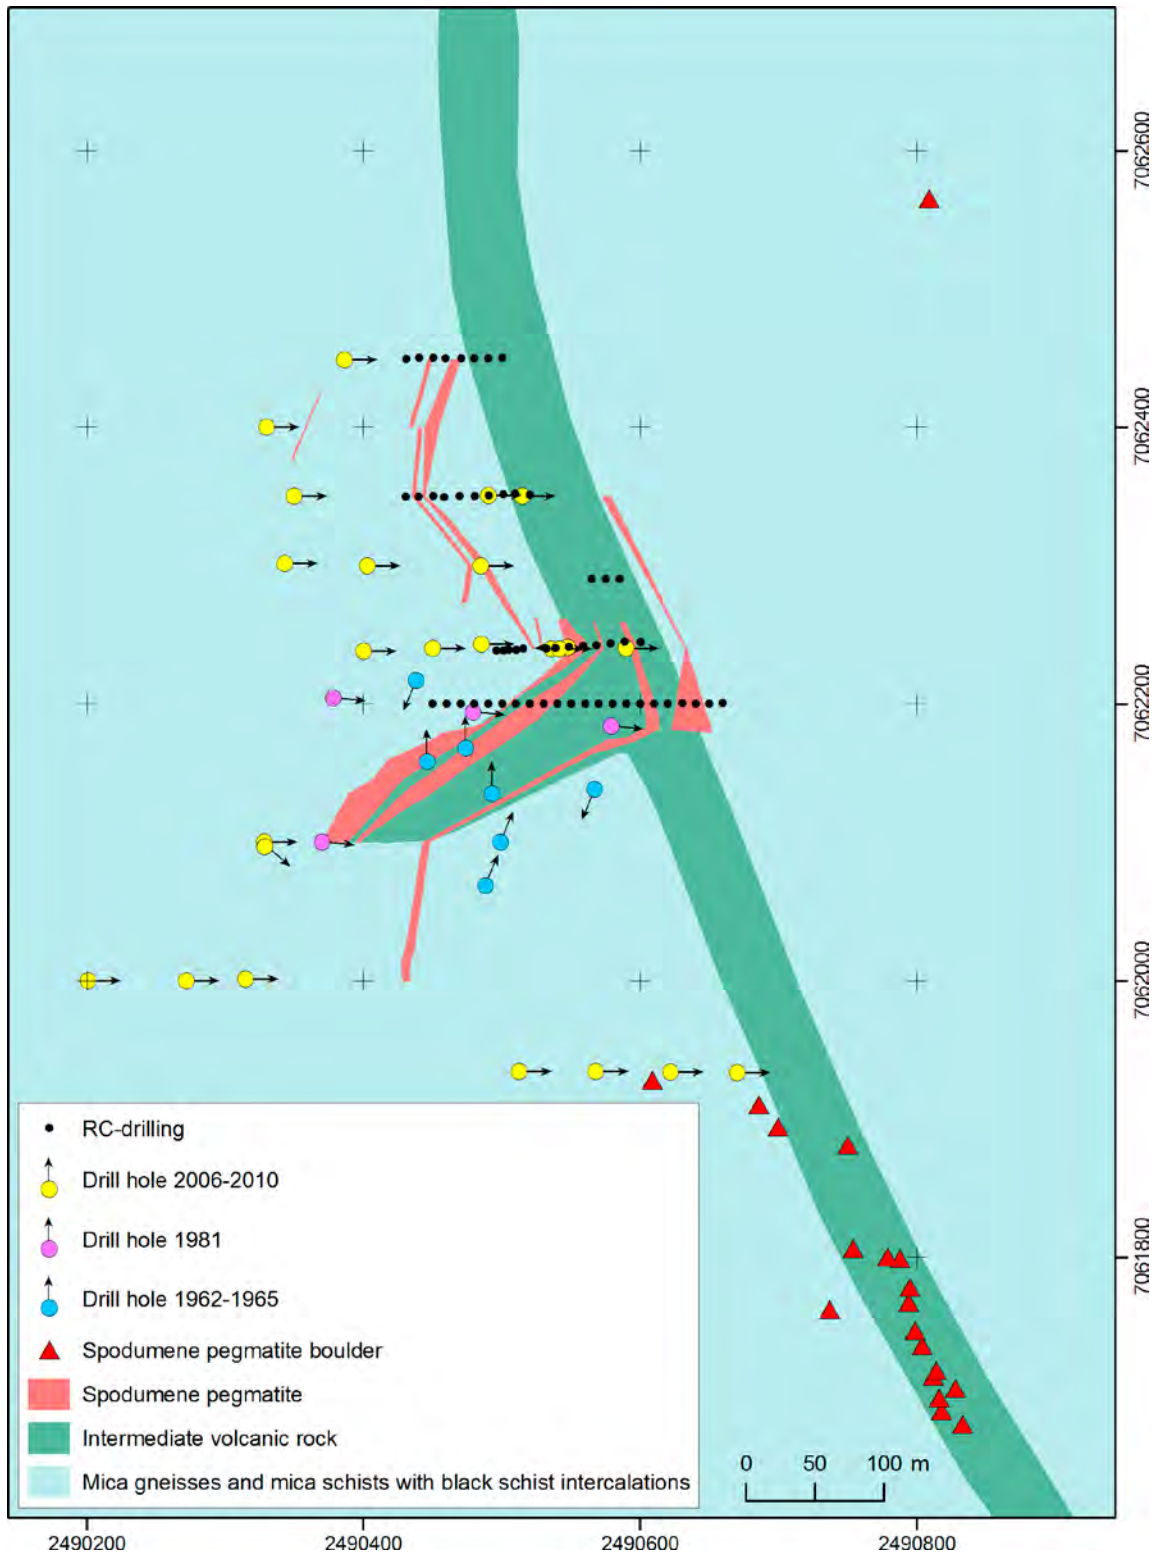 7062600
7062400
7062200
7062000
7061800
RC-drilling
Drill hole 2006-2010
Drill hole 1981
Drill hole 1962-1965
Spodumene pegmatite boulder
Spodumene pegmatite
Intermediate volcanic rock
Mica gneisses and mica schists with black schist intercalations
0 50 100 m
2490200 2490400 2490600 2490800